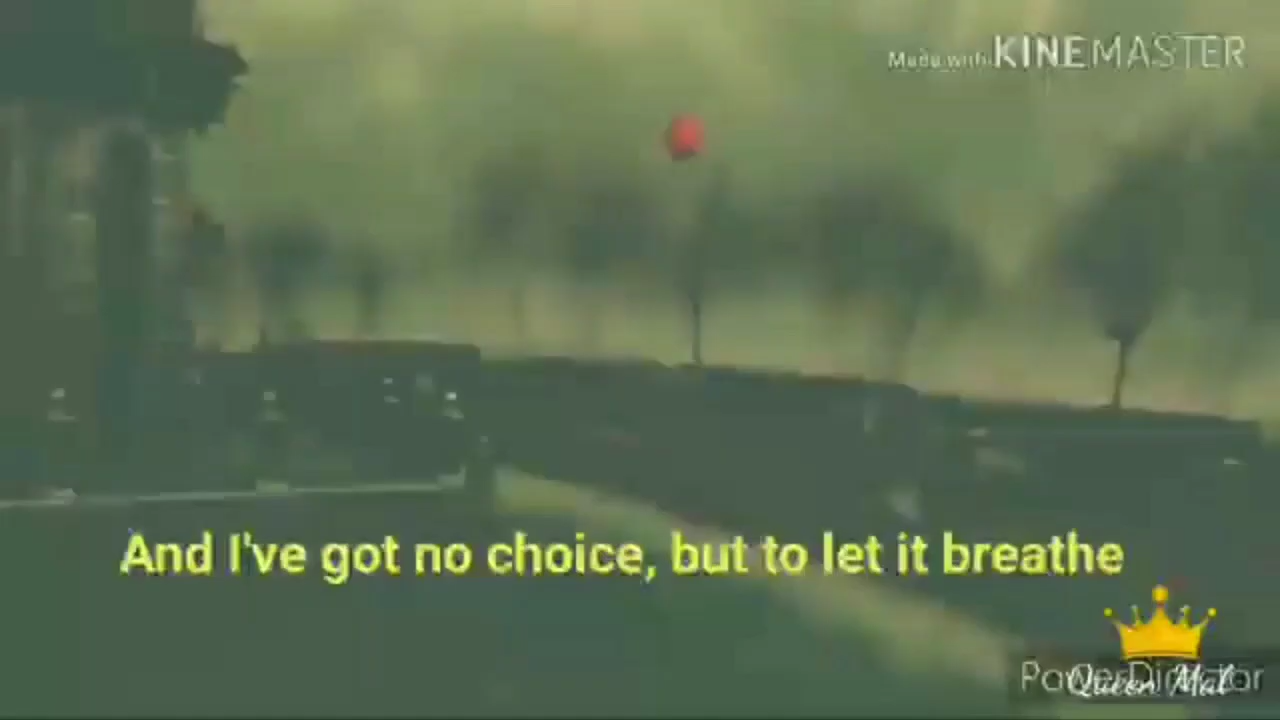 Made with KINEMASTER
And I've got no choice, but to let it breathe
PowerDirector
Queen Mal